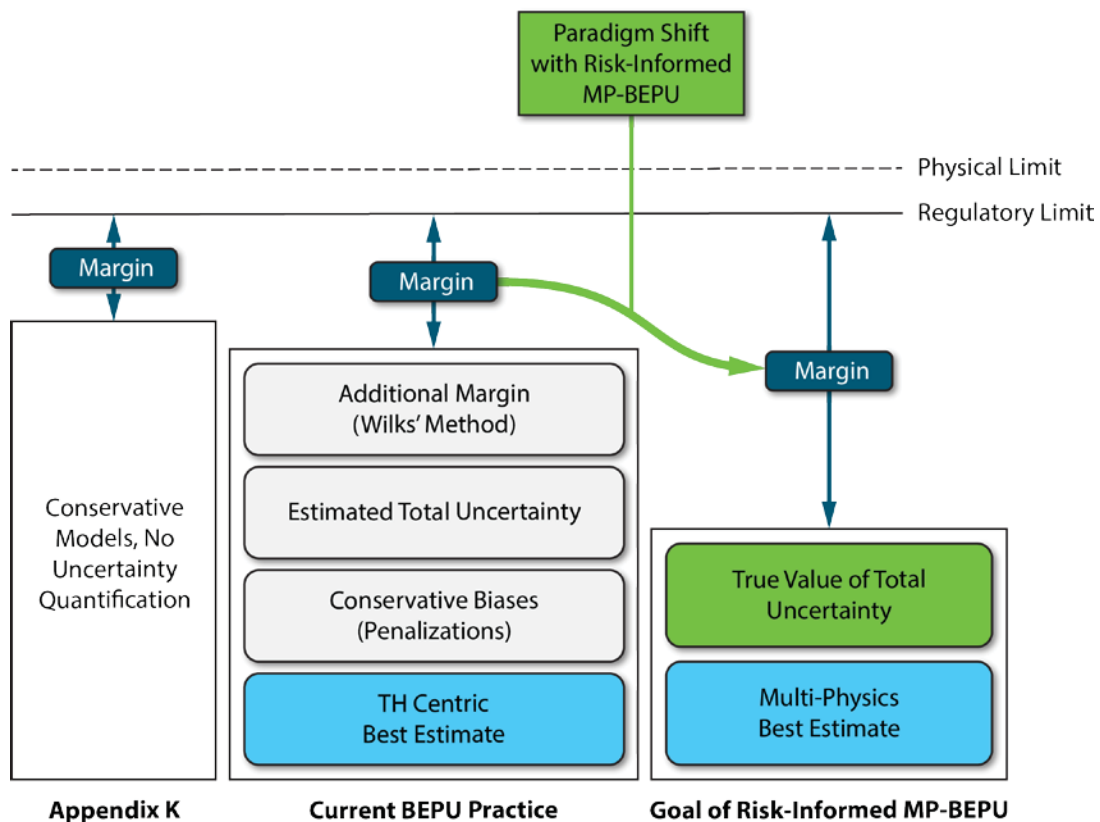 Paradigm Shift
with Risk-Informed
MP-BEPU
Physical Limit
Regulatory Limit
Margin
Margin
Margin
Conservative
Models, No
Uncertainty
Quantification
Additional Margin
(Wilks’ Method)
Estimated Total Uncertainty
Conservative Biases
(Penalizations)
TH Centric
Best Estimate
True Value of Total
Uncertainty
Multi-Physics
Best Estimate
Appendix K
Current BEPU Practice
Goal of Risk-Informed MP-BEPU